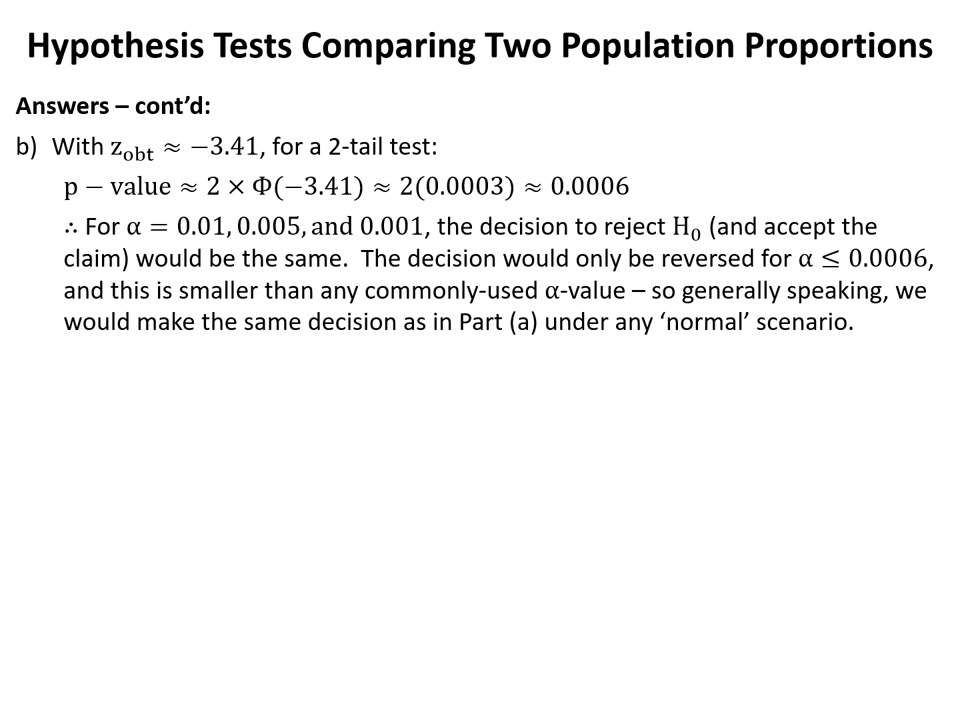 Hypothesis Tests Comparing Two Population Proportions
Answers – cont’d:
b) With z_obt ≈ −3.41, for a 2-tail test:
p − value ≈ 2 × Φ(−3.41) ≈ 2(0.0003) ≈ 0.0006
∴ For α = 0.01, 0.005, and 0.001, the decision to reject H₀ (and accept the
claim) would be the same.  The decision would only be reversed for α ≤ 0.0006,
and this is smaller than any commonly-used α-value – so generally speaking, we
would make the same decision as in Part (a) under any ‘normal’ scenario.